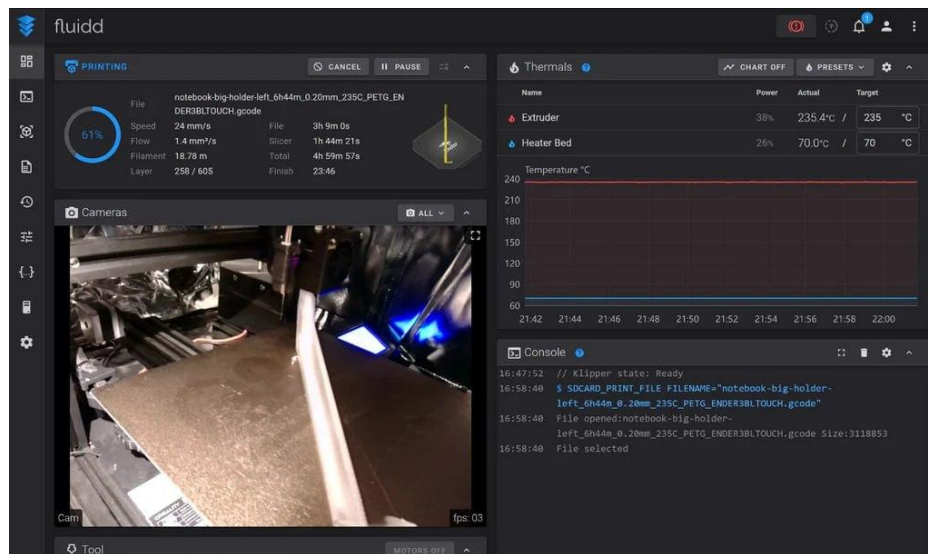 fluidd
1
PRINTING
CANCEL
PAUSE
61%
File notebook-big-holder-left_6h44m_0.20mm_235C_PETG_EN
DER3BLTOUCH.gcode
Speed 24 mm/s File 3h 9m 0s
Flow 1.4 mm³/s Slicer 1h 44m 21s
Filament 18.78 m Total 4h 59m 57s
Layer 258 / 605 Finish 23:46
Cameras
ALL
Cam
fps: 03
Tool
MOTORS OFF
Thermals
CHART OFF
PRESETS
Name Power Actual Target
Extruder 38% 235.4°C / 235 °C
Heater Bed 26% 70.0°C / 70 °C
Temperature °C
240
210
180
150
120
90
60
21:42 21:44 21:46 21:48 21:50 21:52 21:54 21:56 21:58 22:00
Console
16:47:52 // Klipper state: Ready
16:58:40 $ SDCARD_PRINT_FILE FILENAME="notebook-big-holder-
left_6h44m_0.20mm_235C_PETG_ENDER3BLTOUCH.gcode"
16:58:40 File opened:notebook-big-holder-
left_6h44m_0.20mm_235C_PETG_ENDER3BLTOUCH.gcode Size:3118853
16:58:40 File selected